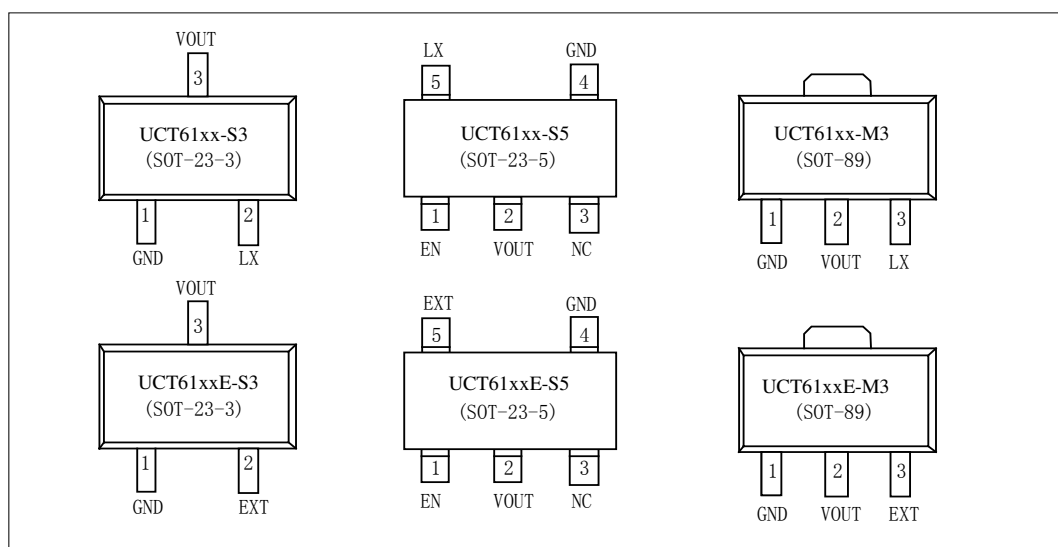 VOUT
3
UCT61xx-S3
(SOT-23-3)
1
2
GND
LX
LX
GND
5
4
UCT61xx-S5
(SOT-23-5)
1
2
3
EN
VOUT
NC
UCT61xx-M3
(SOT-89)
1
2
3
GND
VOUT
LX
VOUT
3
UCT61xxE-S3
(SOT-23-3)
1
2
GND
EXT
EXT
GND
5
4
UCT61xxE-S5
(SOT-23-5)
1
2
3
EN
VOUT
NC
UCT61xxE-M3
(SOT-89)
1
2
3
GND
VOUT
EXT